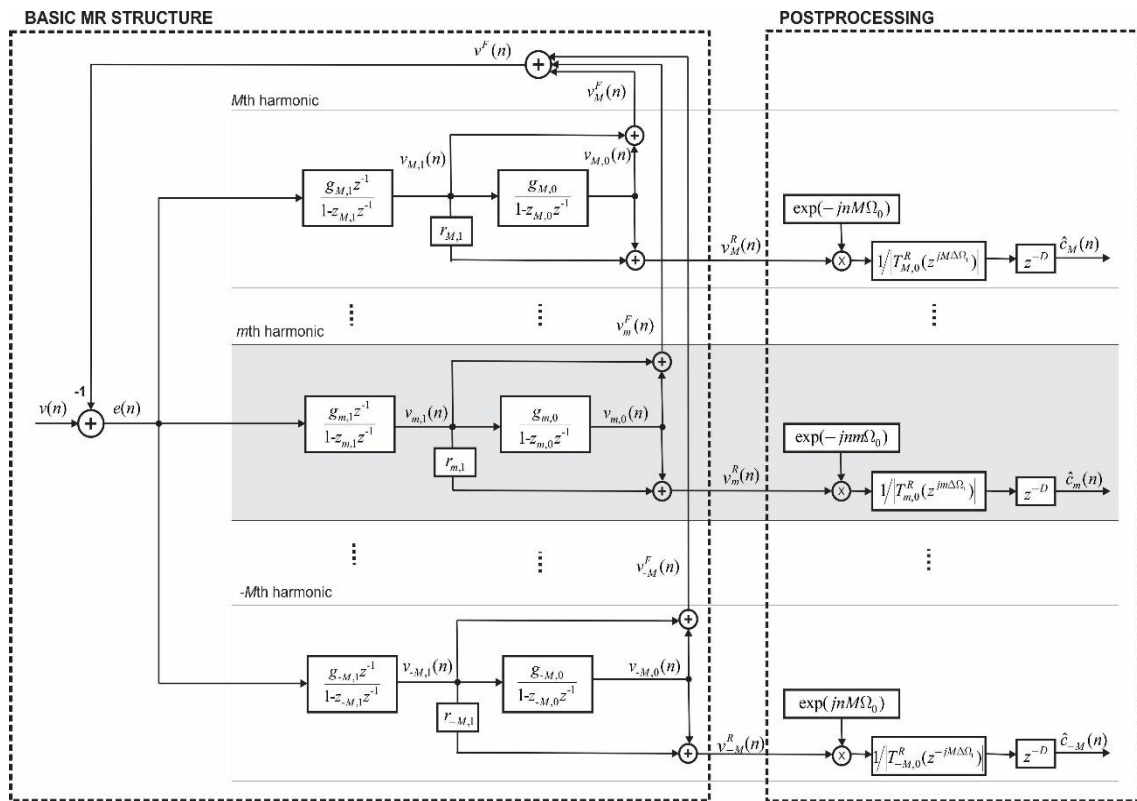 BASIC MR STRUCTURE
POSTPROCESSING
v^F(n)
+
Mth harmonic
v_M^F(n)
+
v_{M,1}(n)
v_{M,0}(n)
g_{M,1}z^{-1}
1-z_{M,1}z^{-1}
g_{M,0}
1-z_{M,0}z^{-1}
r_{M,1}
+
v_M^R(n)
exp(-jnMΩ_0)
x
1/|T_{M,0}^R(z^{jMΔΩ_1})|
z^{-D}
ĉ_M(n)
mth harmonic
v_m^F(n)
+
-1
v(n)
+
e(n)
g_{m,1}z^{-1}
1-z_{m,1}z^{-1}
v_{m,1}(n)
g_{m,0}
1-z_{m,0}z^{-1}
v_{m,0}(n)
r_{m,1}
+
v_m^R(n)
exp(-jnmΩ_0)
x
1/|T_{m,0}^R(z^{jmΔΩ_1})|
z^{-D}
ĉ_m(n)
v_{-M}^F(n)
-Mth harmonic
+
g_{-M,1}z^{-1}
1-z_{-M,1}z^{-1}
v_{-M,1}(n)
g_{-M,0}
1-z_{-M,0}z^{-1}
v_{-M,0}(n)
r_{-M,1}
+
v_{-M}^R(n)
exp(jnMΩ_0)
x
1/|T_{-M,0}^R(z^{-jMΔΩ_1})|
z^{-D}
ĉ_{-M}(n)